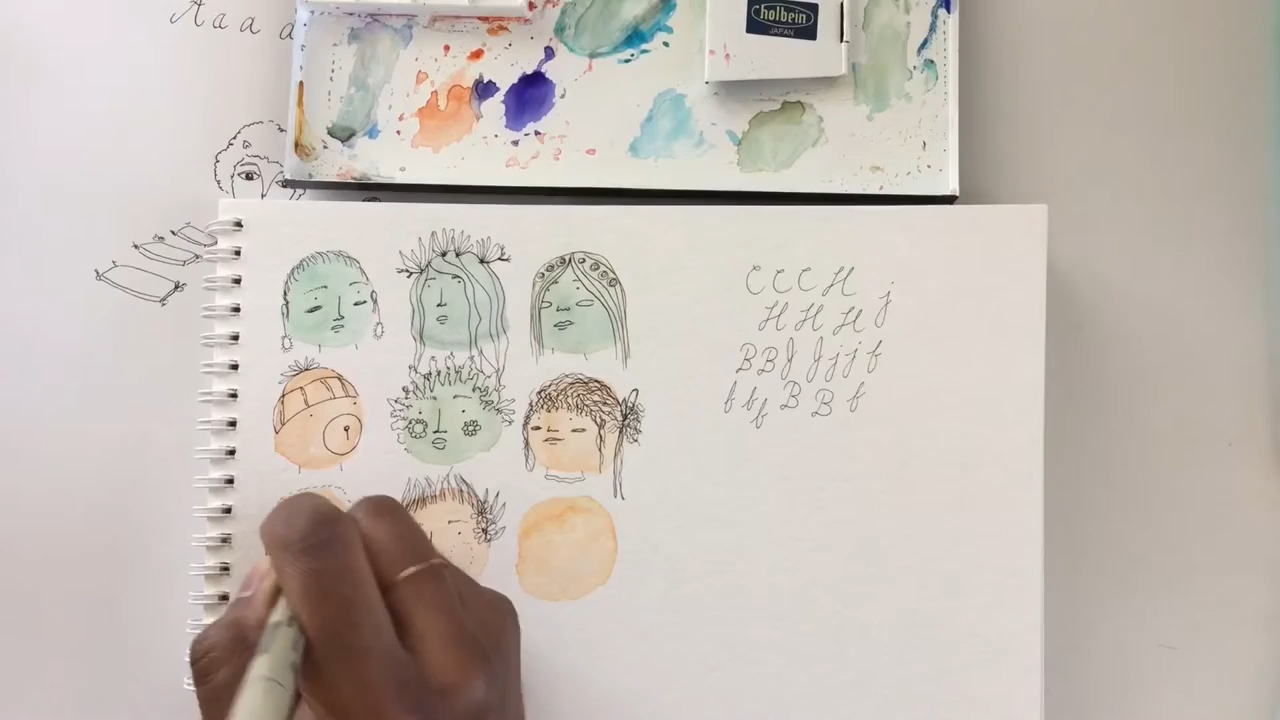 A a a a
holbein
JAPAN
C C C H j
H H H
B B J J j j f
f f f B B f